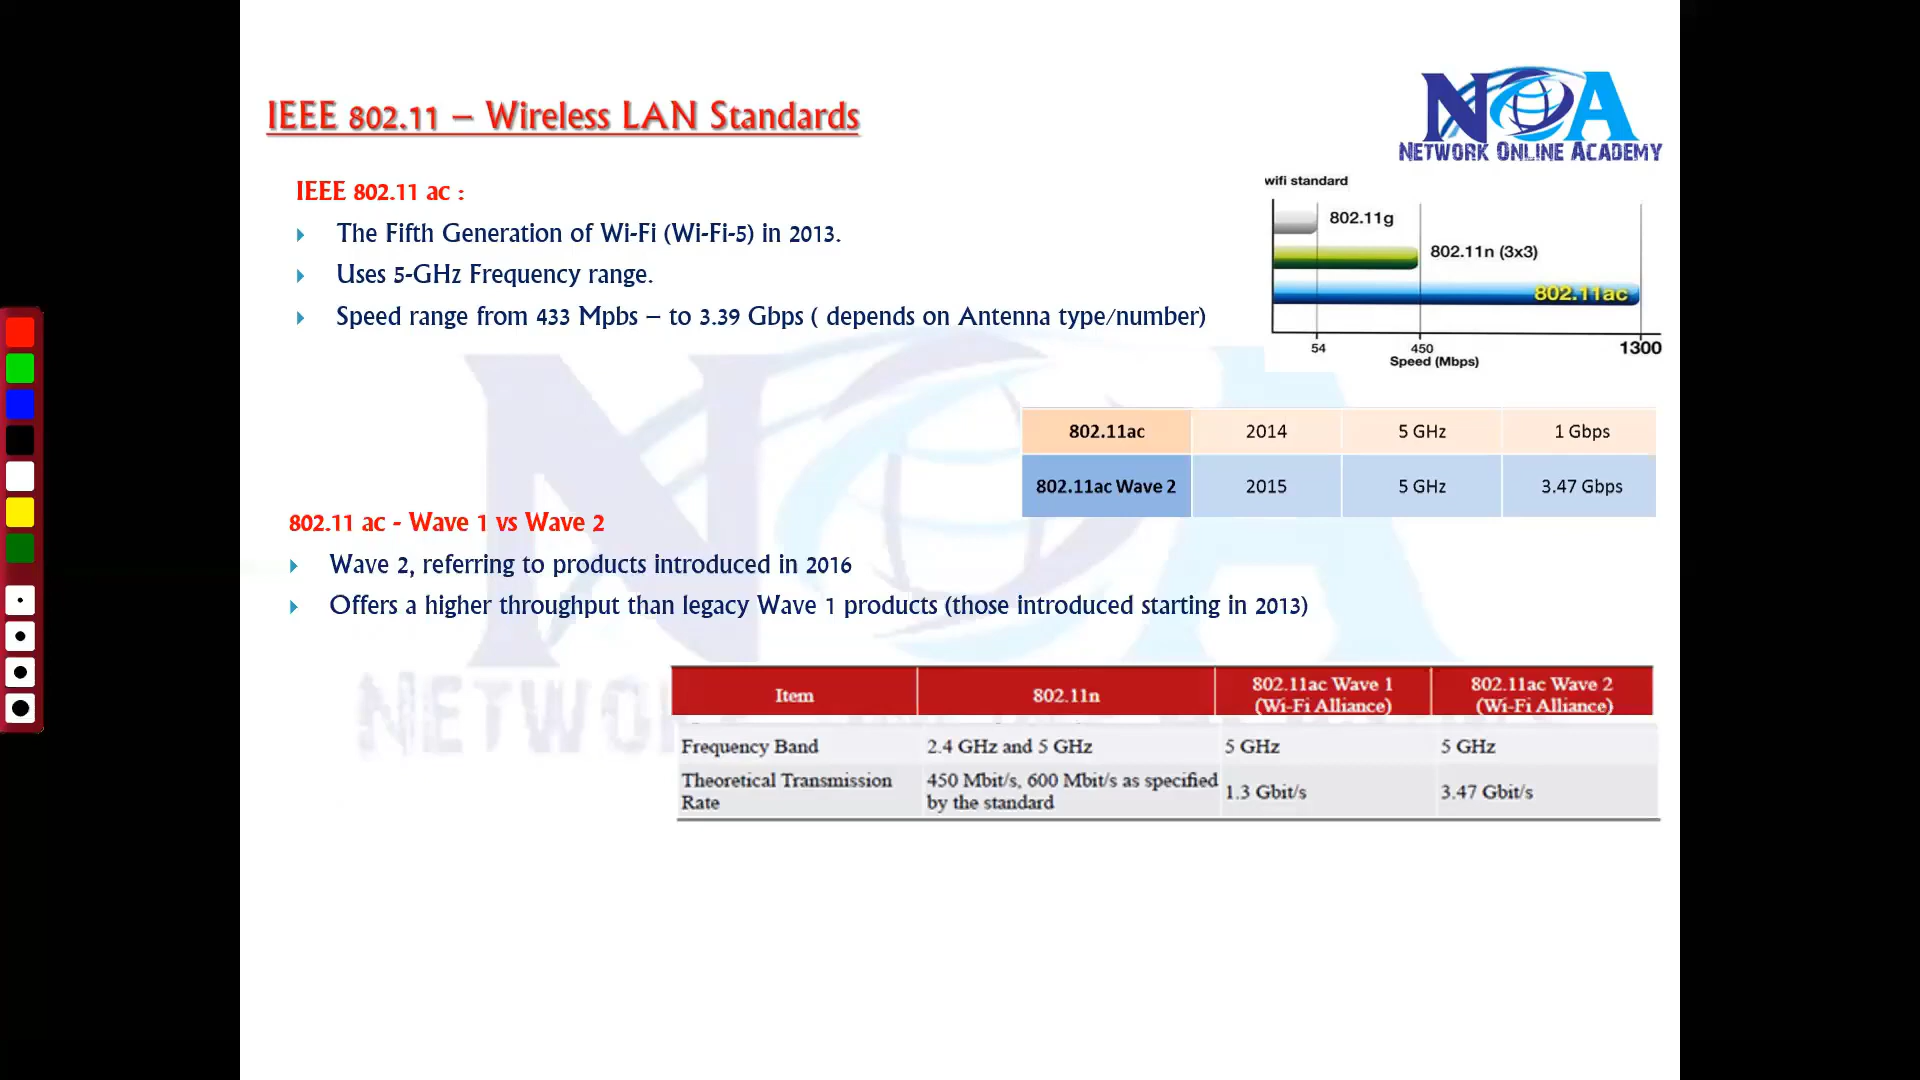 IEEE 802.11 – Wireless LAN Standards
NOA
NETWORK ONLINE ACADEMY
IEEE 802.11 ac :
The Fifth Generation of Wi-Fi (Wi-Fi-5) in 2013.
Uses 5-GHz Frequency range.
Speed range from 433 Mpbs – to 3.39 Gbps ( depends on Antenna type/number)
wifi standard
802.11g
802.11n (3x3)
802.11ac
54 450 1300
Speed (Mbps)
802.11ac 2014 5 GHz 1 Gbps
802.11ac Wave 2 2015 5 GHz 3.47 Gbps
802.11 ac - Wave 1 vs Wave 2
Wave 2, referring to products introduced in 2016
Offers a higher throughput than legacy Wave 1 products (those introduced starting in 2013)
Item 802.11n 802.11ac Wave 1 (Wi-Fi Alliance) 802.11ac Wave 2 (Wi-Fi Alliance)
Frequency Band 2.4 GHz and 5 GHz 5 GHz 5 GHz
Theoretical Transmission Rate 450 Mbit/s, 600 Mbit/s as specified by the standard 1.3 Gbit/s 3.47 Gbit/s